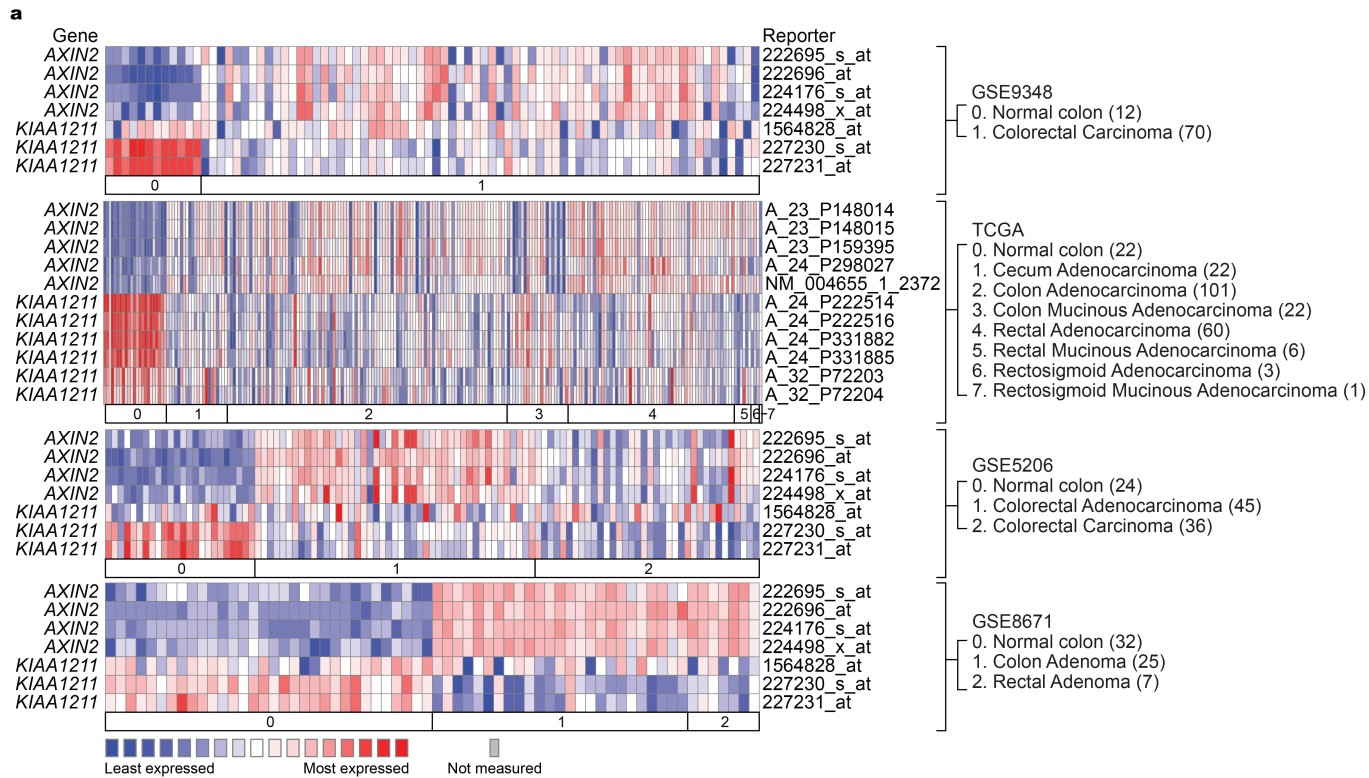 a
Gene Reporter
AXIN2 222695_s_at
AXIN2 222696_at
AXIN2 224176_s_at
AXIN2 224498_x_at
KIAA1211 1564828_at
KIAA1211 227230_s_at
KIAA1211 227231_at
0 1
GSE9348
0. Normal colon (12)
1. Colorectal Carcinoma (70)
AXIN2 A_23_P148014
AXIN2 A_23_P148015
AXIN2 A_23_P159395
AXIN2 A_24_P298027
AXIN2 NM_004655_1_2372
KIAA1211 A_24_P222514
KIAA1211 A_24_P222516
KIAA1211 A_24_P331882
KIAA1211 A_24_P331885
KIAA1211 A_32_P72203
KIAA1211 A_32_P72204
0 1 2 3 4 5 6 7
TCGA
0. Normal colon (22)
1. Cecum Adenocarcinoma (22)
2. Colon Adenocarcinoma (101)
3. Colon Mucinous Adenocarcinoma (22)
4. Rectal Adenocarcinoma (60)
5. Rectal Mucinous Adenocarcinoma (6)
6. Rectosigmoid Adenocarcinoma (3)
7. Rectosigmoid Mucinous Adenocarcinoma (1)
AXIN2 222695_s_at
AXIN2 222696_at
AXIN2 224176_s_at
AXIN2 224498_x_at
KIAA1211 1564828_at
KIAA1211 227230_s_at
KIAA1211 227231_at
0 1 2
GSE5206
0. Normal colon (24)
1. Colorectal Adenocarcinoma (45)
2. Colorectal Carcinoma (36)
AXIN2 222695_s_at
AXIN2 222696_at
AXIN2 224176_s_at
AXIN2 224498_x_at
KIAA1211 1564828_at
KIAA1211 227230_s_at
KIAA1211 227231_at
0 1 2
GSE8671
0. Normal colon (32)
1. Colon Adenoma (25)
2. Rectal Adenoma (7)
Least expressed Most expressed Not measured